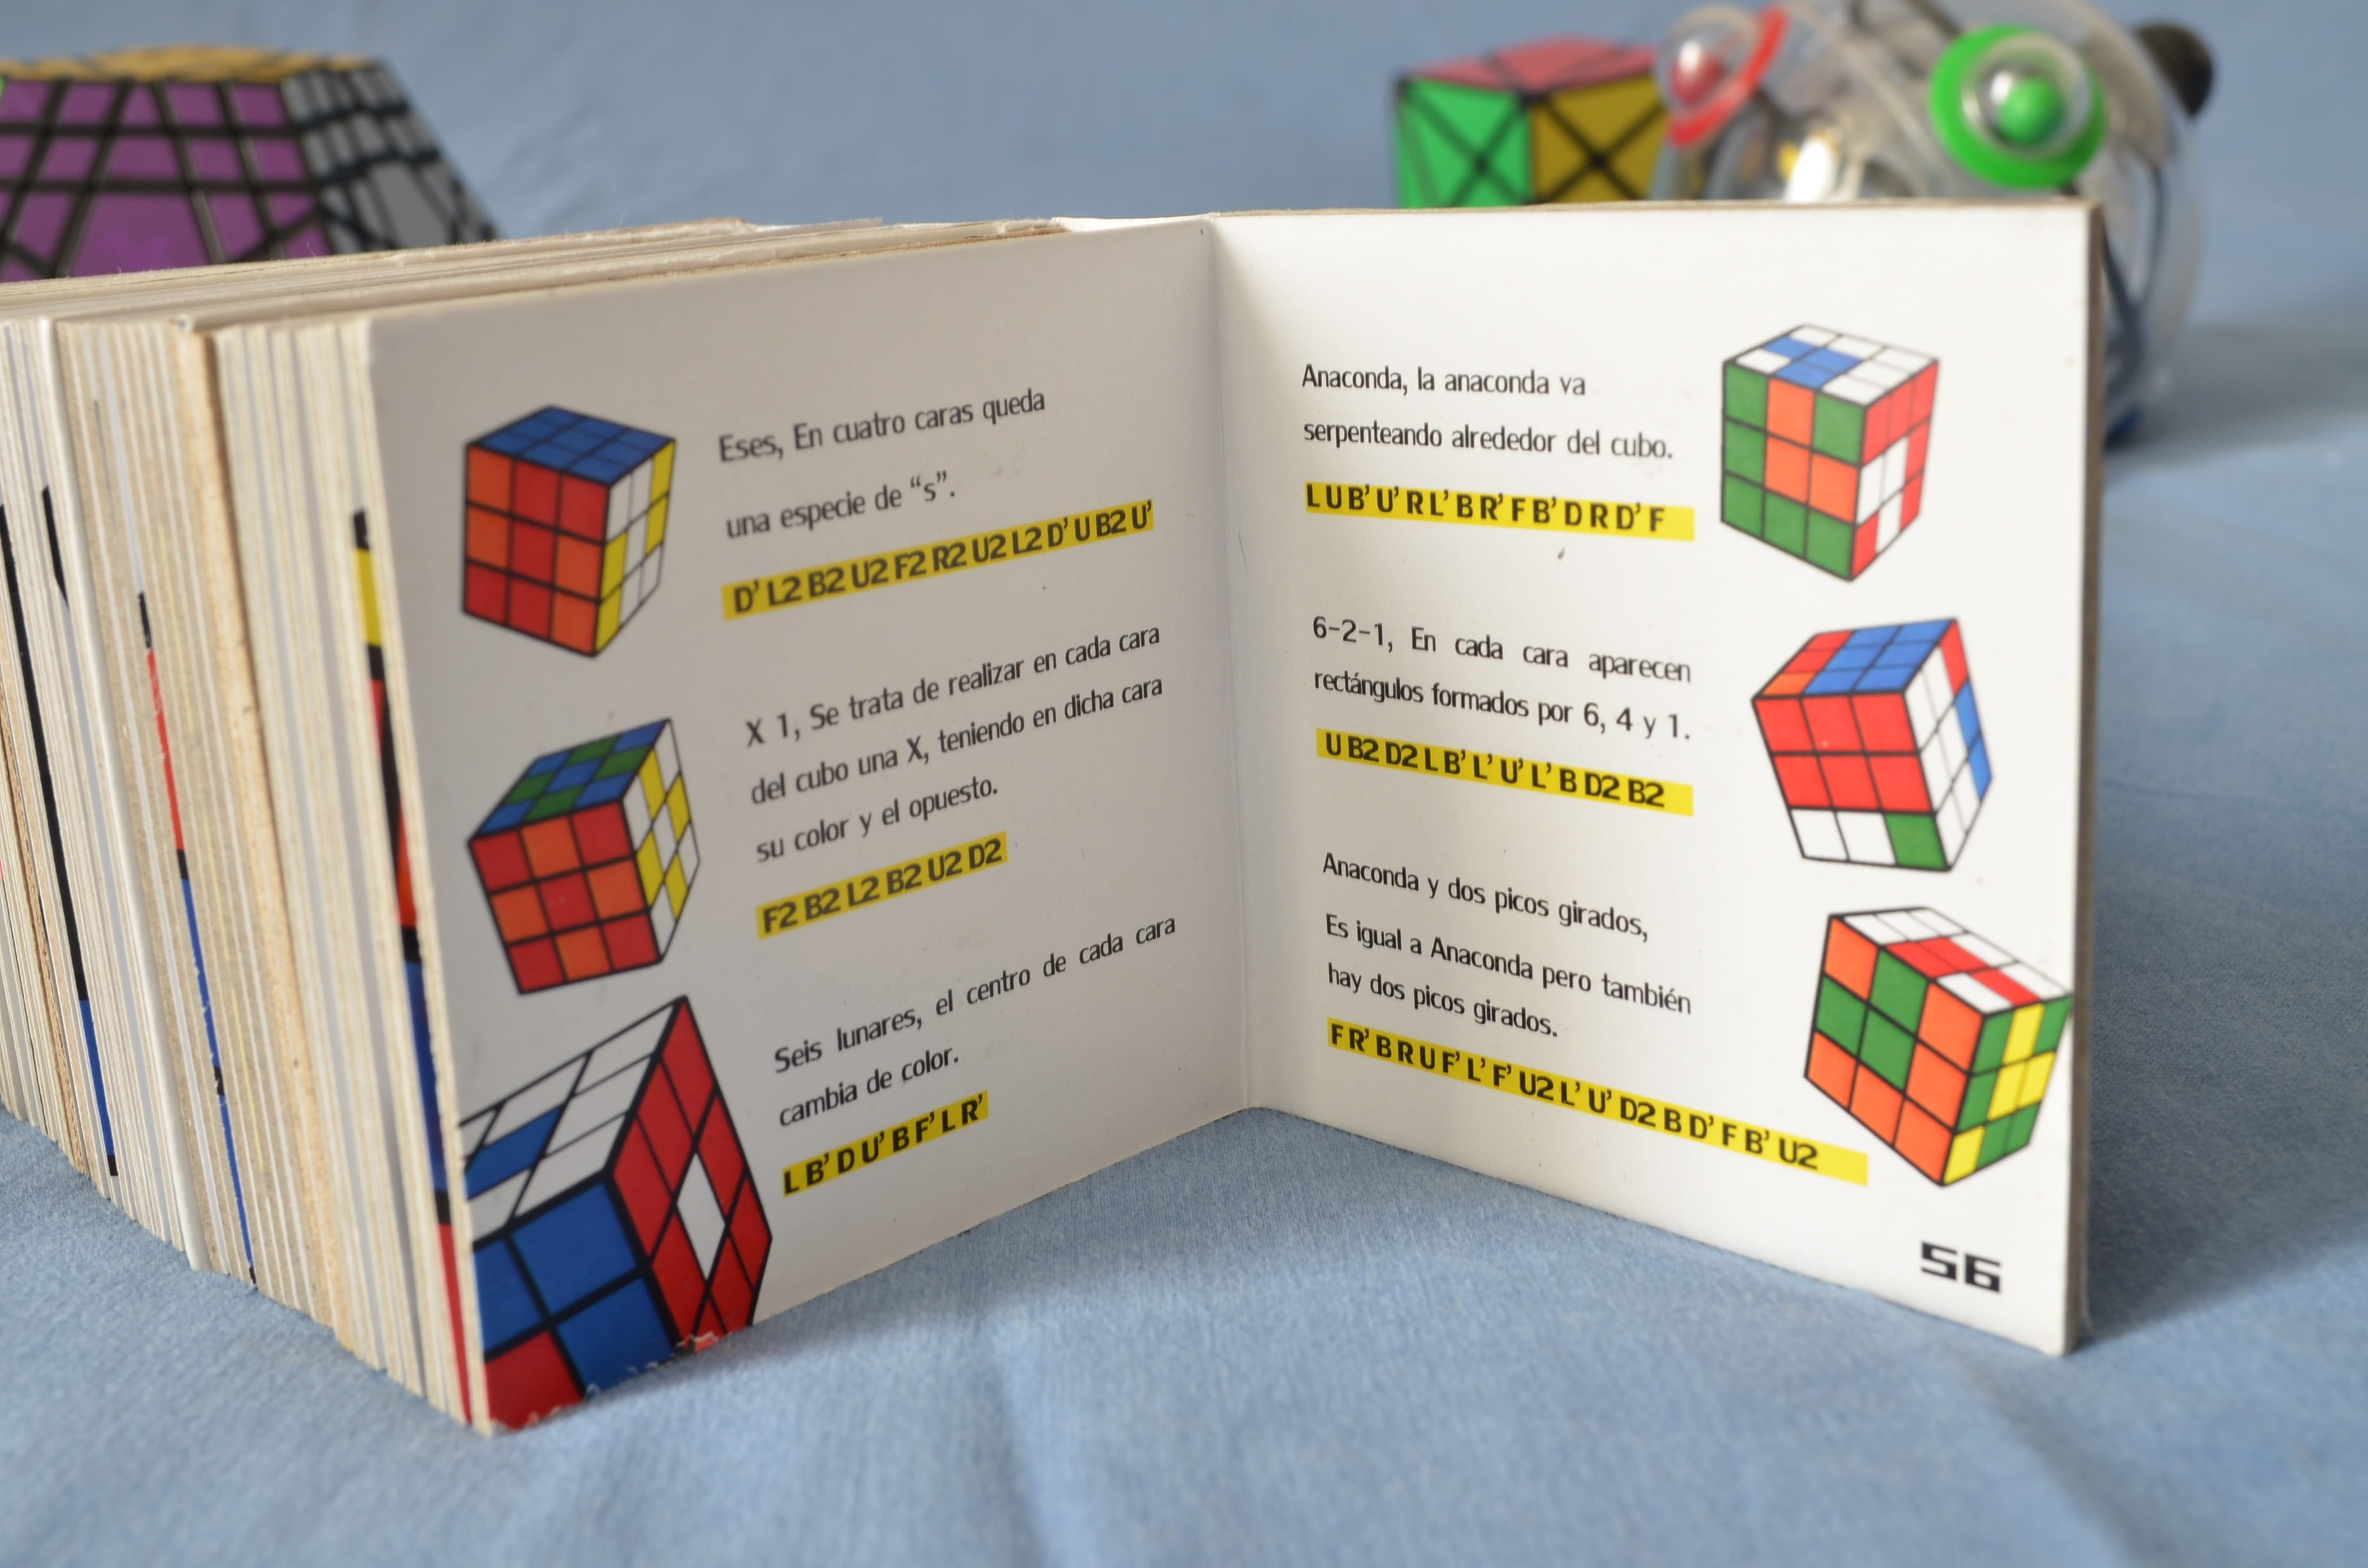 Eses, En cuatro caras queda
una especie de “s”.
D’ L2 B2 U2 F2 R2 U2 L2 D’ U B2 U’
X 1, Se trata de realizar en cada cara
del cubo una X, teniendo en dicha cara
su color y el opuesto.
F2 B2 L2 B2 U2 D2
Seis lunares, el centro de cada cara
cambia de color.
L B’ D U’ B F’ L R’
Anaconda, la anaconda va
serpenteando alrededor del cubo.
L U B’ U’ R L’ B R’ F B’ D R D’ F
6-2-1, En cada cara aparecen
rectángulos formados por 6, 4 y 1.
U B2 D2 L B’ L’ U’ L’ B D2 B2
Anaconda y dos picos girados,
Es igual a Anaconda pero también
hay dos picos girados.
F R’ B R U F’ L’ F’ U2 L’ U’ D2 B D’ F B’ U2
56